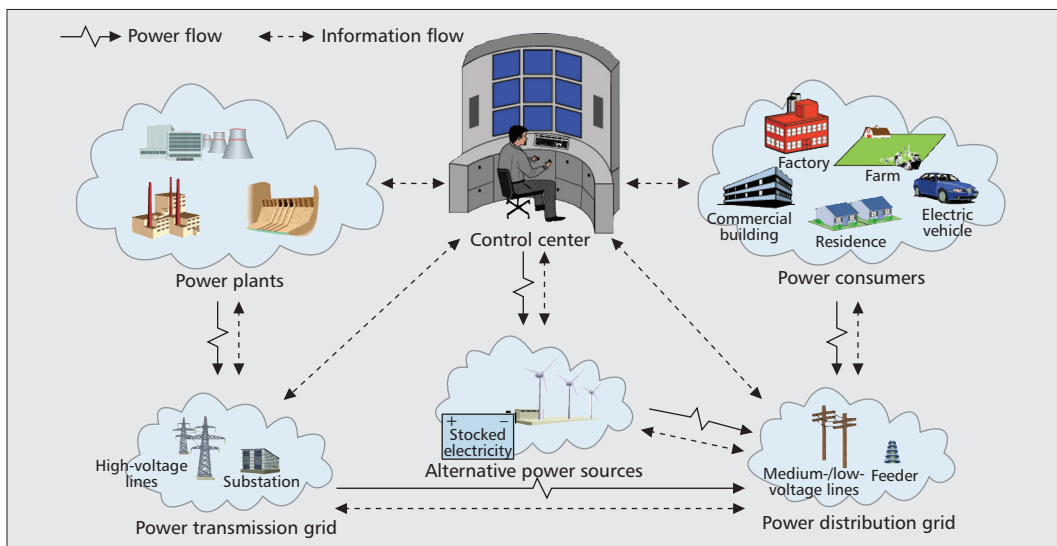 Power flow
Information flow
Factory
Farm
Commercial
building
Residence
Electric
vehicle
Control center
Power plants
Power consumers
+ −
Stocked
electricity
High-voltage
lines
Substation
Alternative power sources
Medium-/low-
voltage lines
Feeder
Power transmission grid
Power distribution grid